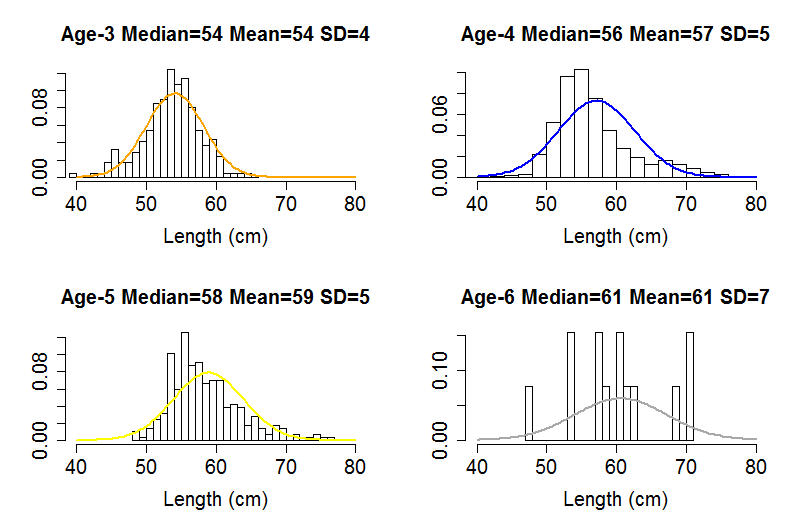 Age-3 Median=54 Mean=54 SD=4
0.00 0.08
40 50 60 70 80
Length (cm)
Age-4 Median=56 Mean=57 SD=5
0.00 0.06
40 50 60 70 80
Length (cm)
Age-5 Median=58 Mean=59 SD=5
0.00 0.08
40 50 60 70 80
Length (cm)
Age-6 Median=61 Mean=61 SD=7
0.00 0.10
40 50 60 70 80
Length (cm)